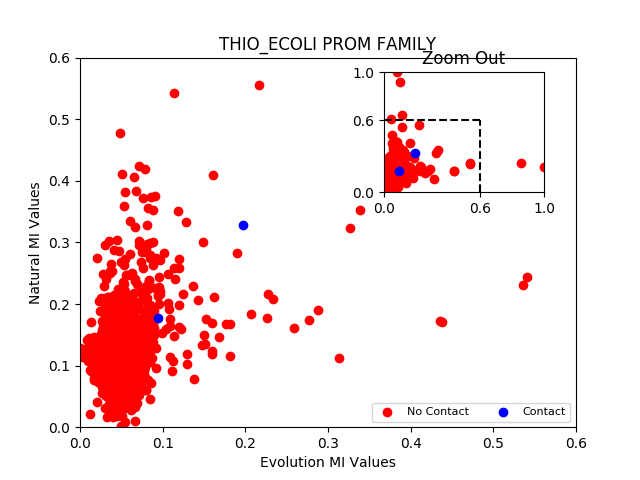 THIO_ECOLI PROM FAMILY
Zoom Out
0.6
0.5
0.4
0.3
0.2
0.1
0.0
Natural MI Values
1.0
0.6
0.0
0.0 0.6 1.0
No Contact Contact
0.0 0.1 0.2 0.3 0.4 0.5 0.6
Evolution MI Values